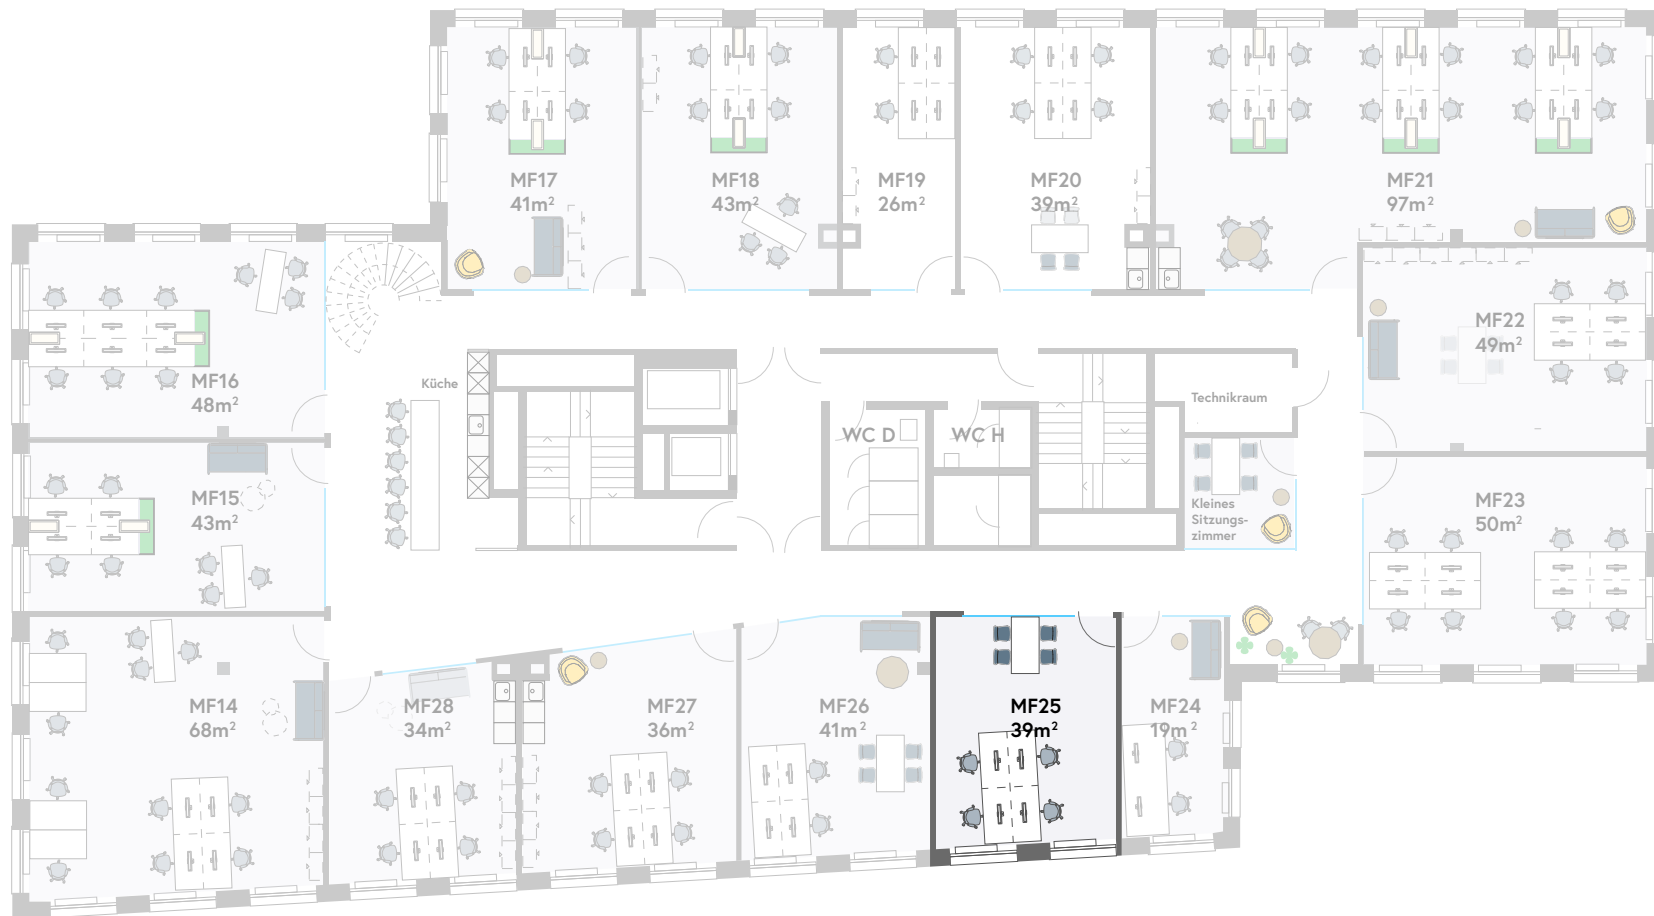 MF17
41m²
MF18
43m²
MF19
26m²
MF20
39m²
MF21
97m²
MF22
49m²
MF16
48m²
Küche
Technikraum
WC D
WC H
MF15
43m²
Kleines
Sitzungs-
zimmer
MF23
50m²
MF14
68m²
MF28
34m²
MF27
36m²
MF26
41m²
MF25
39m²
MF24
19m²